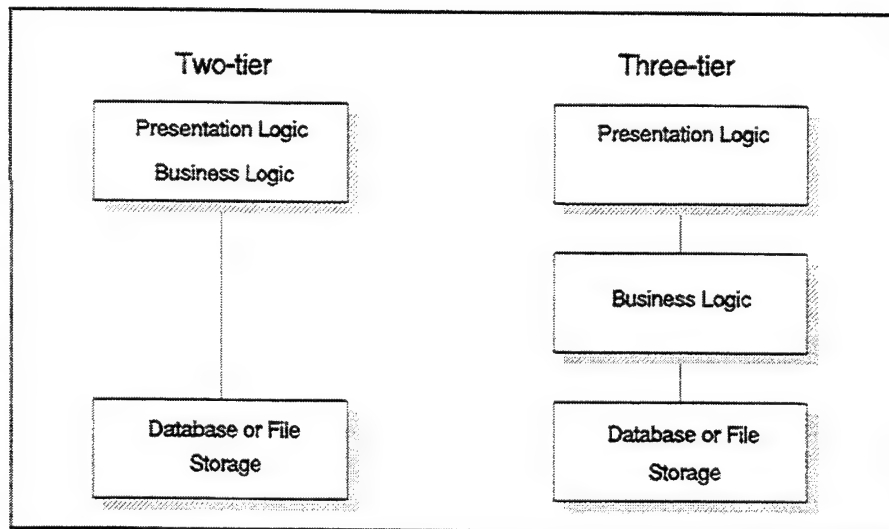 Two-tier
Presentation Logic
Business Logic
Database or File
Storage
Three-tier
Presentation Logic
Business Logic
Database or File
Storage